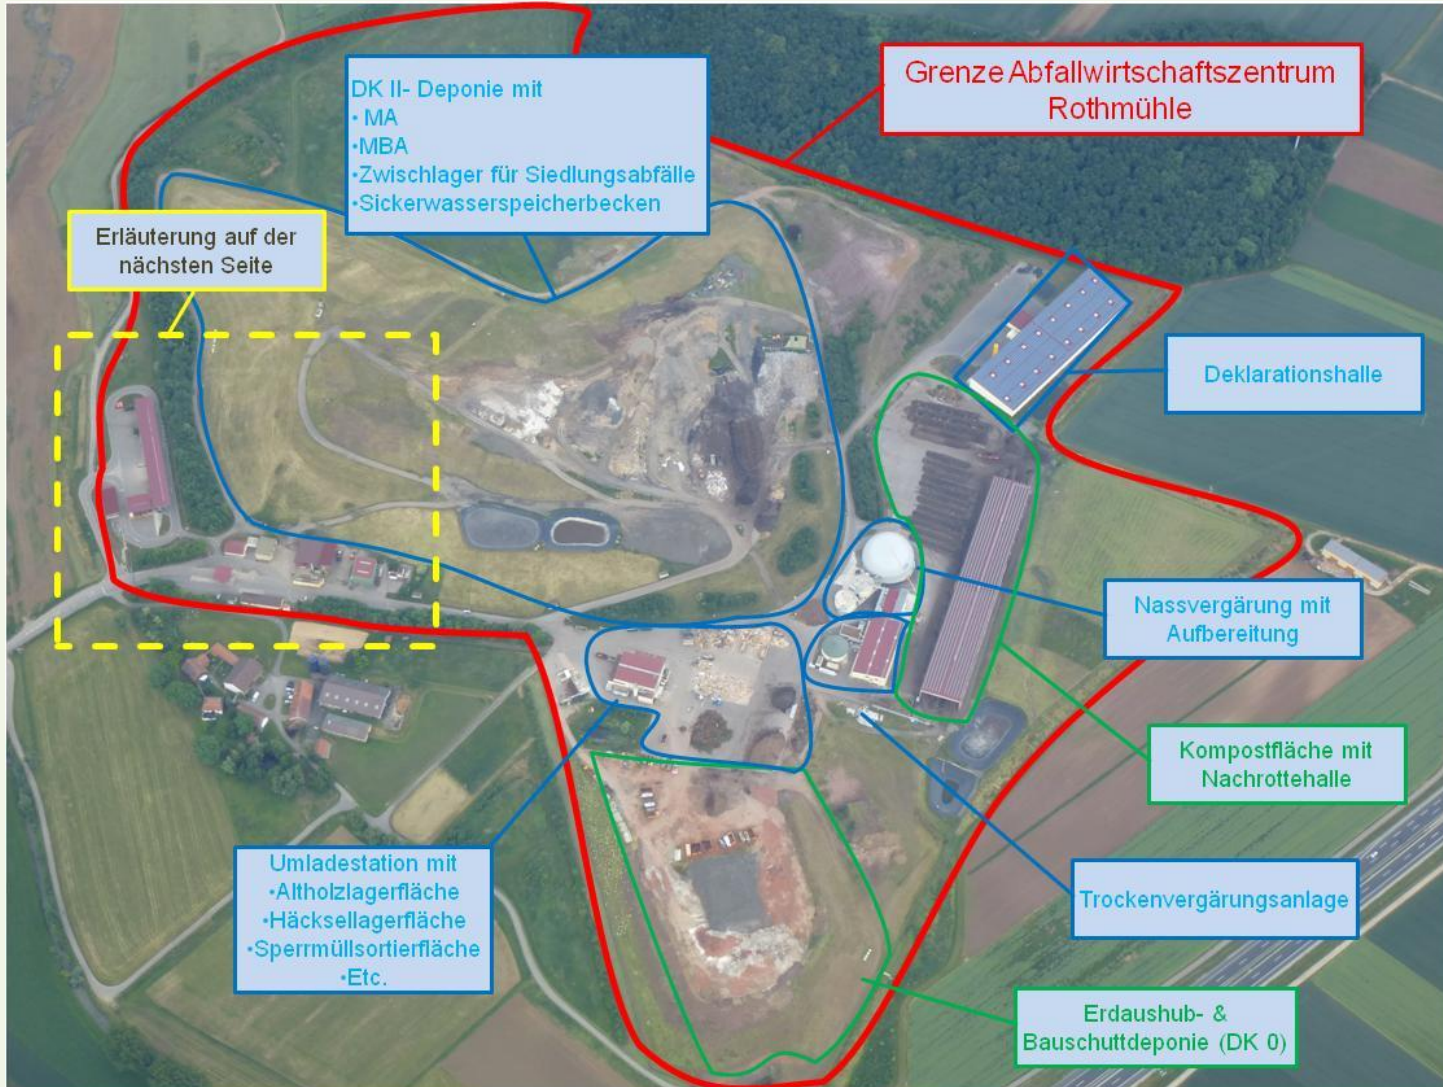 DK II- Deponie mit
• MA
•MBA
•Zwischlager für Siedlungsabfälle
•Sickerwasserspeicherbecken
Grenze Abfallwirtschaftszentrum
Rothmühle
Erläuterung auf der
nächsten Seite
Deklarationshalle
Nassvergärung mit
Aufbereitung
Kompostfläche mit
Nachrottehalle
Umladestation mit
•Altholzlagerfläche
•Häcksellagerfläche
•Sperrmüllsortierfläche
•Etc.
Trockenvergärungsanlage
Erdaushub- &
Bauschuttdeponie (DK 0)